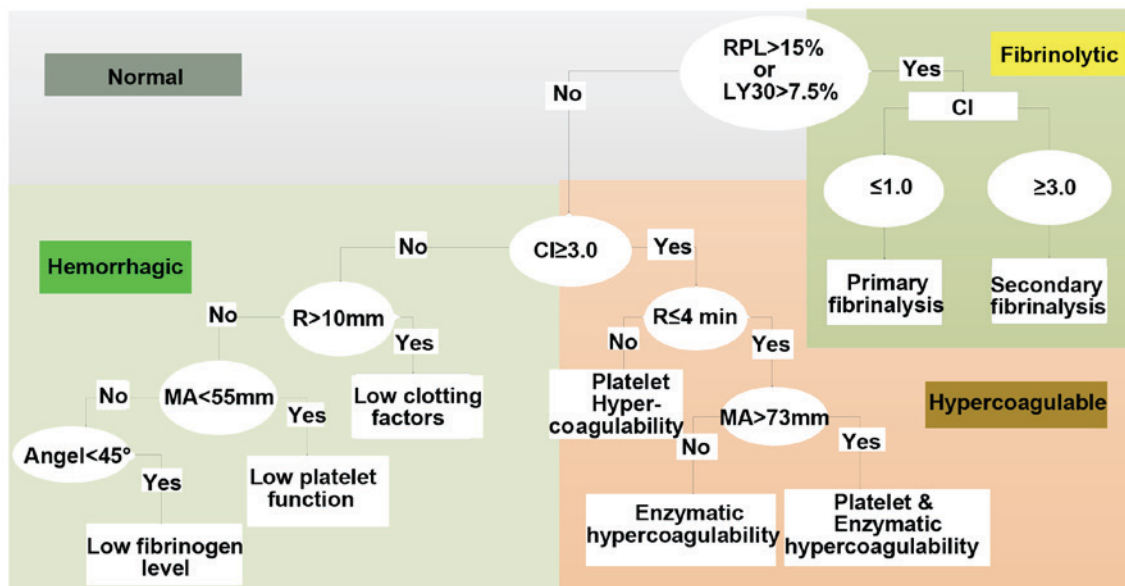 RPL>15%
or
LY30>7.5%
Fibrinolytic
Normal
Yes
No
CI
≤1.0
≥3.0
Hemorrhagic
No
CI≥3.0
Yes
Primary
fibrinalysis
Secondary
fibrinalysis
No
R>10mm
R≤4 min
Yes
No
Yes
No
MA<55mm
Low clotting
factors
Platelet
Hyper-
coagulability
MA>73mm
Hypercoagulable
Yes
No
Yes
Angel<45°
Yes
Low platelet
function
Enzymatic
hypercoagulability
Platelet &
Enzymatic
hypercoagulability
Low fibrinogen
level